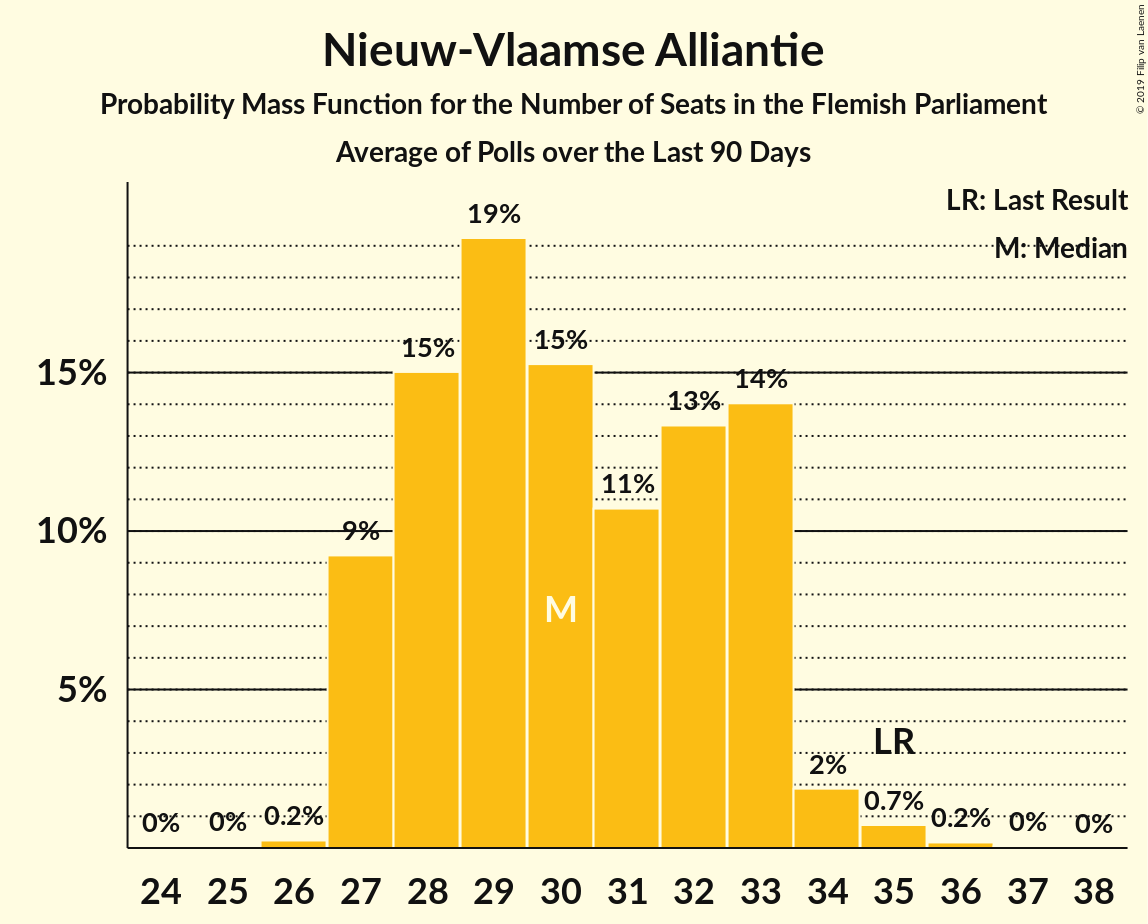 Nieuw-Vlaamse Alliantie
Probability Mass Function for the Number of Seats in the Flemish Parliament
Average of Polls over the Last 90 Days
© 2019 Filip van Laenen
LR: Last Result
M: Median
19%
15%
15%
14%
13%
11%
9%
2%
0.7%
0.2%
0.2%
0%
0%
0%
0%
15%
10%
5%
M
LR
24 25 26 27 28 29 30 31 32 33 34 35 36 37 38